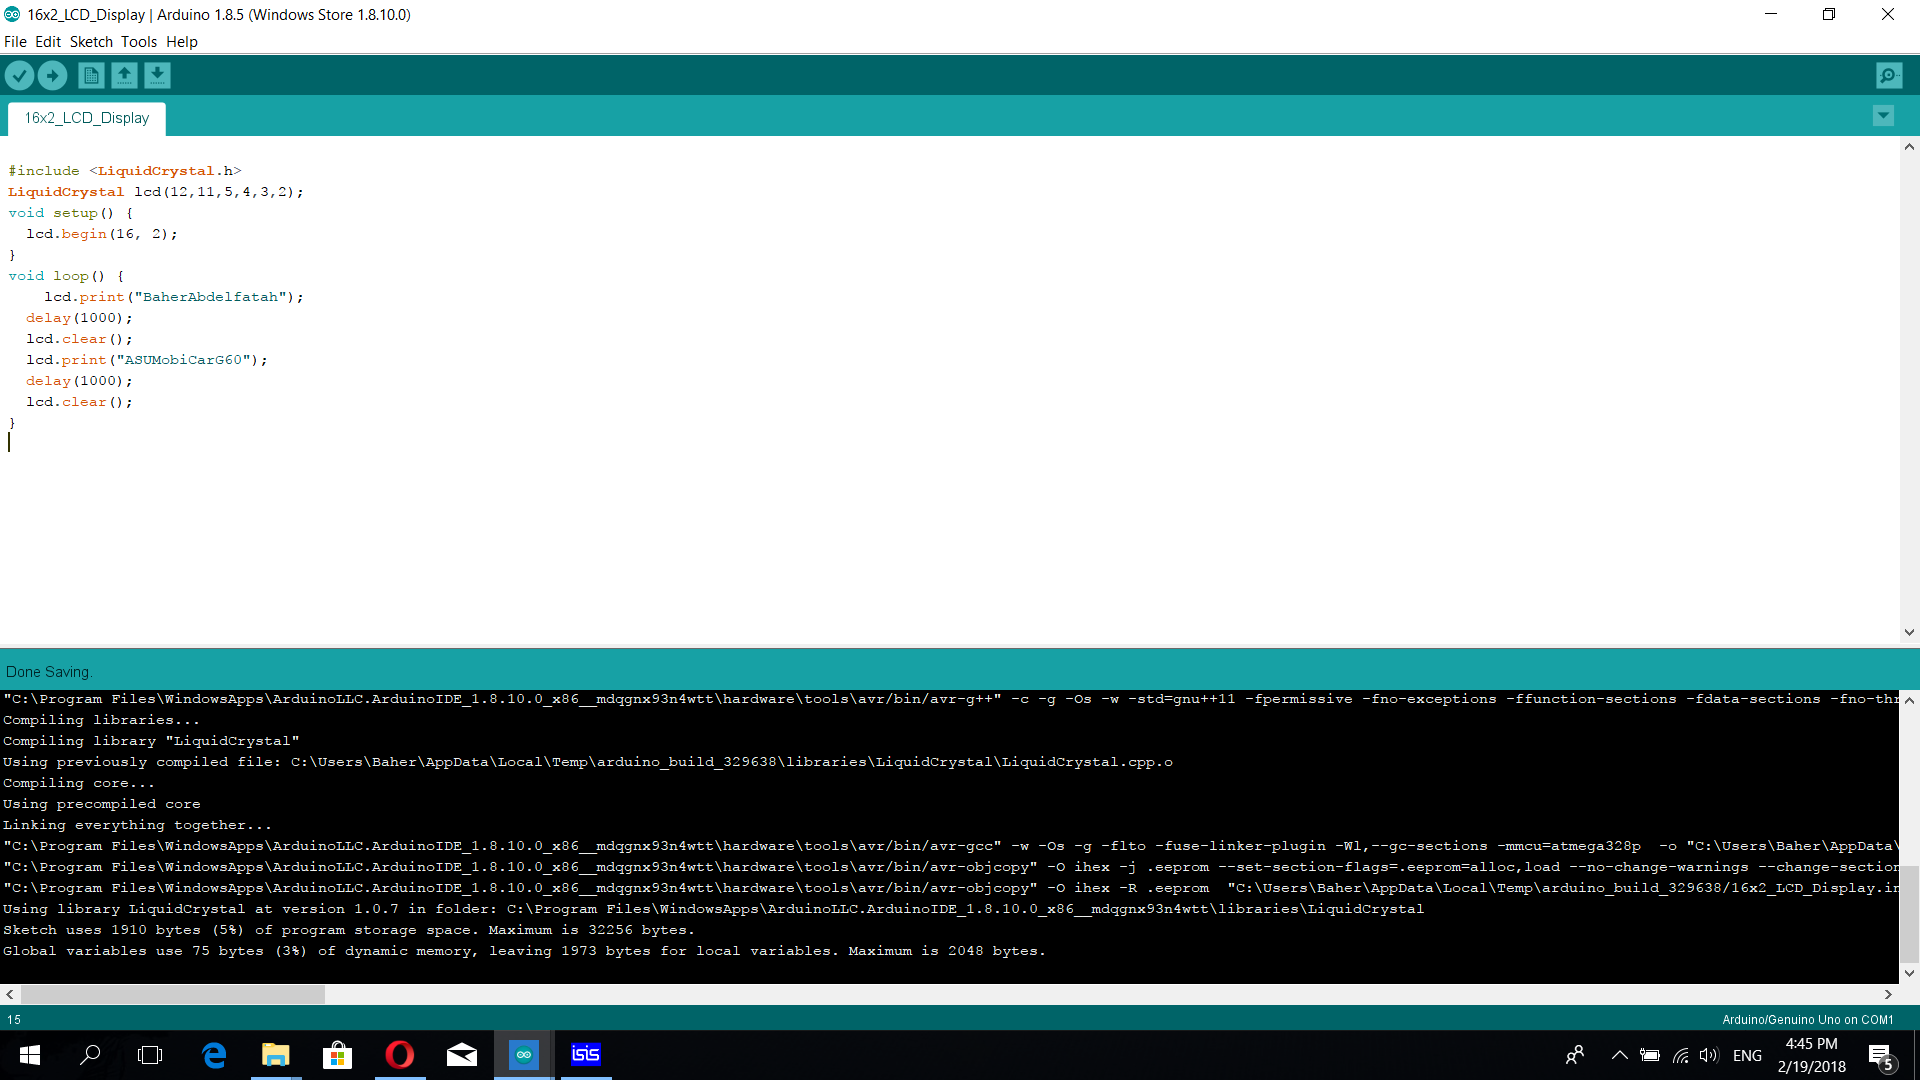 16x2_LCD_Display | Arduino 1.8.5 (Windows Store 1.8.10.0)
File Edit Sketch Tools Help
16x2_LCD_Display
#include <LiquidCrystal.h>
LiquidCrystal lcd(12,11,5,4,3,2);
void setup() {
  lcd.begin(16, 2);
}
void loop() {
    lcd.print("BaherAbdelfatah");
  delay(1000);
  lcd.clear();
  lcd.print("ASUMobiCarG60");
  delay(1000);
  lcd.clear();
}
Done Saving.
"C:\Program Files\WindowsApps\ArduinoLLC.ArduinoIDE_1.8.10.0_x86__mdqgnx93n4wtt\hardware\tools\avr/bin/avr-g++" -c -g -Os -w -std=gnu++11 -fpermissive -fno-exceptions -ffunction-sections -fdata-sections -fno-thr
Compiling libraries...
Compiling library "LiquidCrystal"
Using previously compiled file: C:\Users\Baher\AppData\Local\Temp\arduino_build_329638\libraries\LiquidCrystal\LiquidCrystal.cpp.o
Compiling core...
Using precompiled core
Linking everything together...
"C:\Program Files\WindowsApps\ArduinoLLC.ArduinoIDE_1.8.10.0_x86__mdqgnx93n4wtt\hardware\tools\avr/bin/avr-gcc" -w -Os -g -flto -fuse-linker-plugin -Wl,--gc-sections -mmcu=atmega328p  -o "C:\Users\Baher\AppData\
"C:\Program Files\WindowsApps\ArduinoLLC.ArduinoIDE_1.8.10.0_x86__mdqgnx93n4wtt\hardware\tools\avr/bin/avr-objcopy" -O ihex -j .eeprom --set-section-flags=.eeprom=alloc,load --no-change-warnings --change-section
"C:\Program Files\WindowsApps\ArduinoLLC.ArduinoIDE_1.8.10.0_x86__mdqgnx93n4wtt\hardware\tools\avr/bin/avr-objcopy" -O ihex -R .eeprom  "C:\Users\Baher\AppData\Local\Temp\arduino_build_329638/16x2_LCD_Display.in
Using library LiquidCrystal at version 1.0.7 in folder: C:\Program Files\WindowsApps\ArduinoLLC.ArduinoIDE_1.8.10.0_x86__mdqgnx93n4wtt\libraries\LiquidCrystal
Sketch uses 1910 bytes (5%) of program storage space. Maximum is 32256 bytes.
Global variables use 75 bytes (3%) of dynamic memory, leaving 1973 bytes for local variables. Maximum is 2048 bytes.
15
Arduino/Genuino Uno on COM1
isis
ENG
4:45 PM
2/19/2018
5